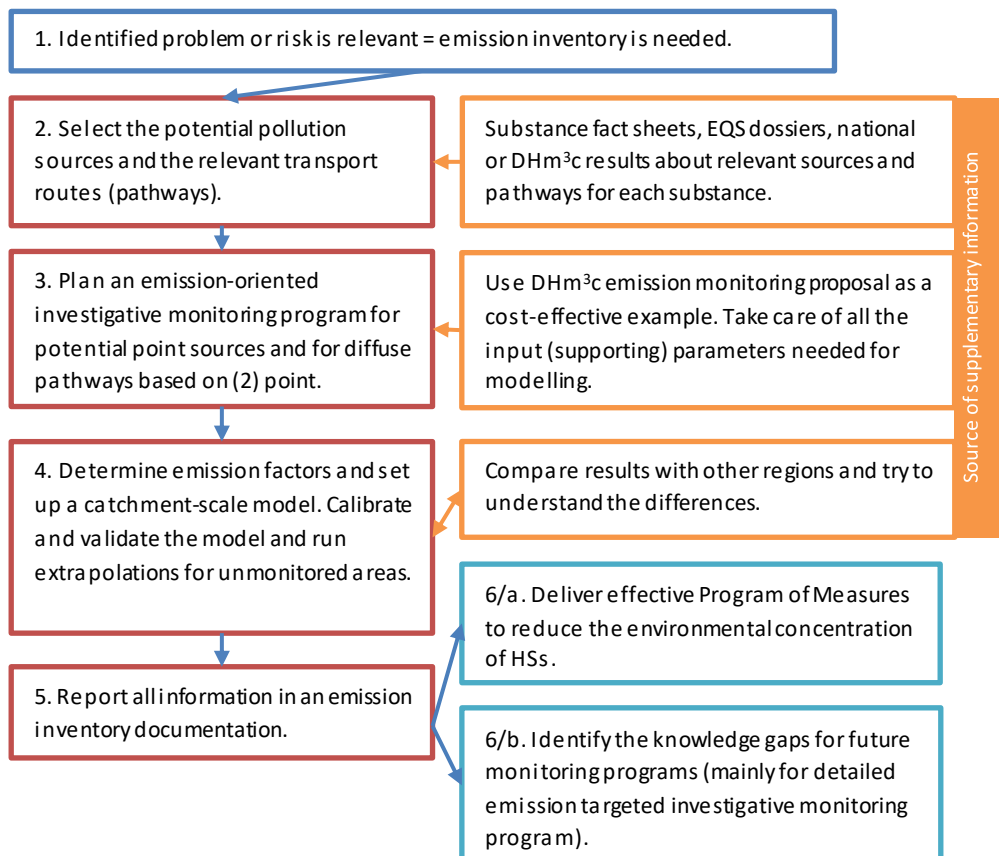 1. Identified problem or risk is relevant = emission inventory is needed.
2. Select the potential pollution
sources and the relevant transport
routes (pathways).
Substance fact sheets, EQS dossiers, national
or DHm³c results about relevant sources and
pathways for each substance.
3. Plan an emission-oriented
investigative monitoring program for
potential point sources and for diffuse
pathways based on (2) point.
Use DHm³c emission monitoring proposal as a
cost-effective example. Take care of all the
input (supporting) parameters needed for
modelling.
Source of supplementary information
4. Determine emission factors and set
up a catchment-scale model. Calibrate
and validate the model and run
extrapolations for unmonitored areas.
Compare results with other regions and try to
understand the differences.
5. Report all information in an emission
inventory documentation.
6/a. Deliver effective Program of Measures
to reduce the environmental concentration
of HSs.
6/b. Identify the knowledge gaps for future
monitoring programs (mainly for detailed
emission targeted investigative monitoring
program).